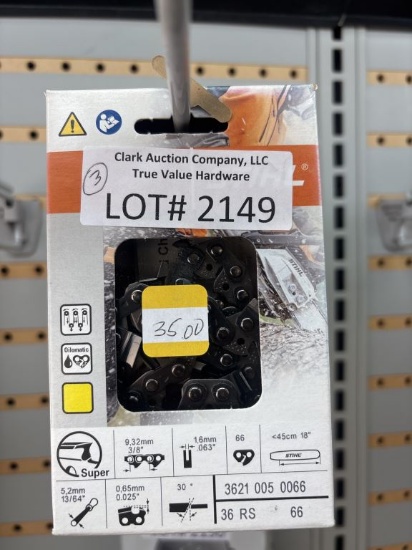 Clark Auction Company, LLC
3
True Value Hardware
LOT# 2149
35.00
Oilomatic
STIHL
Super
9,32mm
3/8"
1,6mm
.063"
66
<45cm 18"
STIHL
5,2mm
13/64"
0,65mm
0.025"
30 °
3621 005 0066
36 RS 66